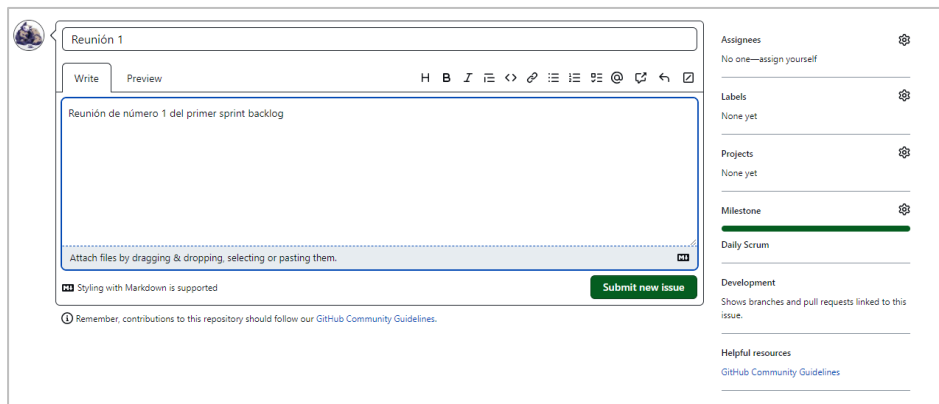 Reunión 1
Write
Preview
Reunión de número 1 del primer sprint backlog
Attach files by dragging & dropping, selecting or pasting them.
Styling with Markdown is supported
Submit new issue
Remember, contributions to this repository should follow our GitHub Community Guidelines.
Assignees
No one—assign yourself
Labels
None yet
Projects
None yet
Milestone
Daily Scrum
Development
Shows branches and pull requests linked to this
issue.
Helpful resources
GitHub Community Guidelines